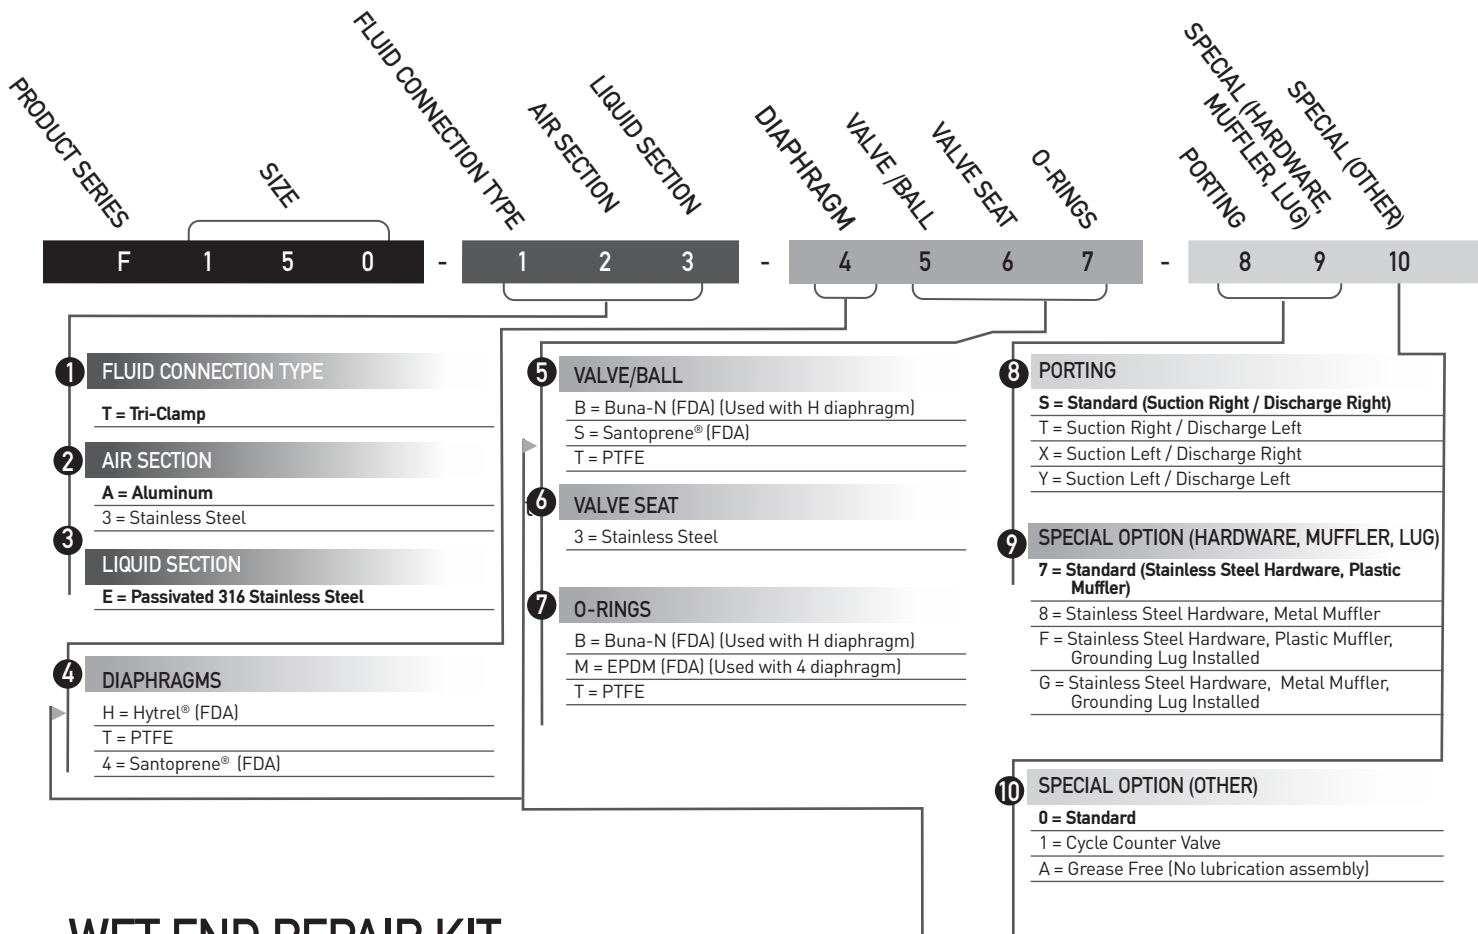 PRODUCT SERIES
SIZE
FLUID CONNECTION TYPE
AIR SECTION
LIQUID SECTION
DIAPHRAGM
VALVE /BALL
VALVE SEAT
O-RINGS
PORTING
SPECIAL (HARDWARE,
MUFFLER, LUG)
SPECIAL (OTHER)
F 1 5 0 - 1 2 3 - 4 5 6 7 - 8 9 10
1 FLUID CONNECTION TYPE
T = Tri-Clamp
2 AIR SECTION
A = Aluminum
3 = Stainless Steel
3
LIQUID SECTION
E = Passivated 316 Stainless Steel
4 DIAPHRAGMS
H = Hytrel® (FDA)
T = PTFE
4 = Santoprene® (FDA)
5 VALVE/BALL
B = Buna-N (FDA) (Used with H diaphragm)
S = Santoprene® (FDA)
T = PTFE
6 VALVE SEAT
3 = Stainless Steel
7 O-RINGS
B = Buna-N (FDA) (Used with H diaphragm)
M = EPDM (FDA) (Used with 4 diaphragm)
T = PTFE
8 PORTING
S = Standard (Suction Right / Discharge Right)
T = Suction Right / Discharge Left
X = Suction Left / Discharge Right
Y = Suction Left / Discharge Left
9 SPECIAL OPTION (HARDWARE, MUFFLER, LUG)
7 = Standard (Stainless Steel Hardware, Plastic
Muffler)
8 = Stainless Steel Hardware, Metal Muffler
F = Stainless Steel Hardware, Plastic Muffler,
Grounding Lug Installed
G = Stainless Steel Hardware, Metal Muffler,
Grounding Lug Installed
10 SPECIAL OPTION (OTHER)
0 = Standard
1 = Cycle Counter Valve
A = Grease Free (No lubrication assembly)
WET END REPAIR KIT